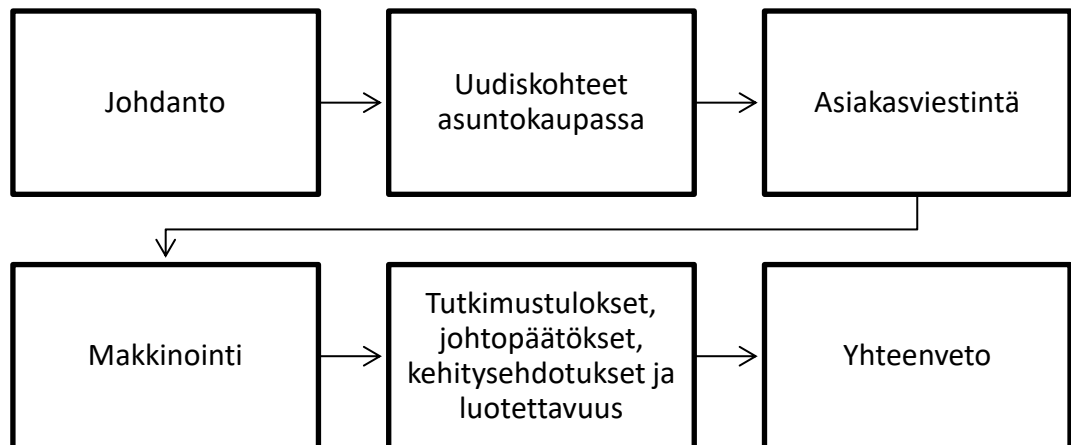 Johdanto
Uudiskohteet
asuntokaupassa
Asiakasviestintä
Makkinointi
Tutkimustulokset,
johtopäätökset,
kehitysehdotukset ja
luotettavuus
Yhteenveto